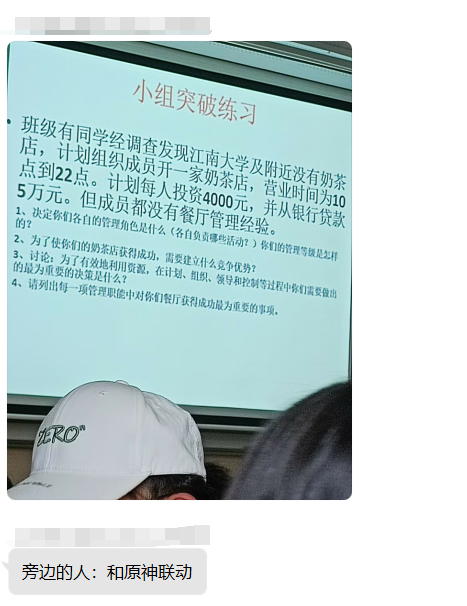 小组突破练习
班级有同学经调查发现江南大学及附近没有奶茶
店，计划组织成员开一家奶茶店，营业时间为10
点到22点。计划每人投资4000元，并从银行贷款
5万元。但成员都没有餐厅管理经验。
1、决定你们各自的管理角色是什么（各自负责哪些活动？）你们的管理等级是怎样
的？
2、为了使你们的奶茶店获得成功，需要建立什么竞争优势？
3、讨论：为了有效地利用资源，在计划、组织、领导和控制等过程中你们需要做出
的最为重要的决策是什么？
4、请列出每一项管理职能中对你们餐厅获得成功最为重要的事项。
ZERO
旁边的人：和原神联动